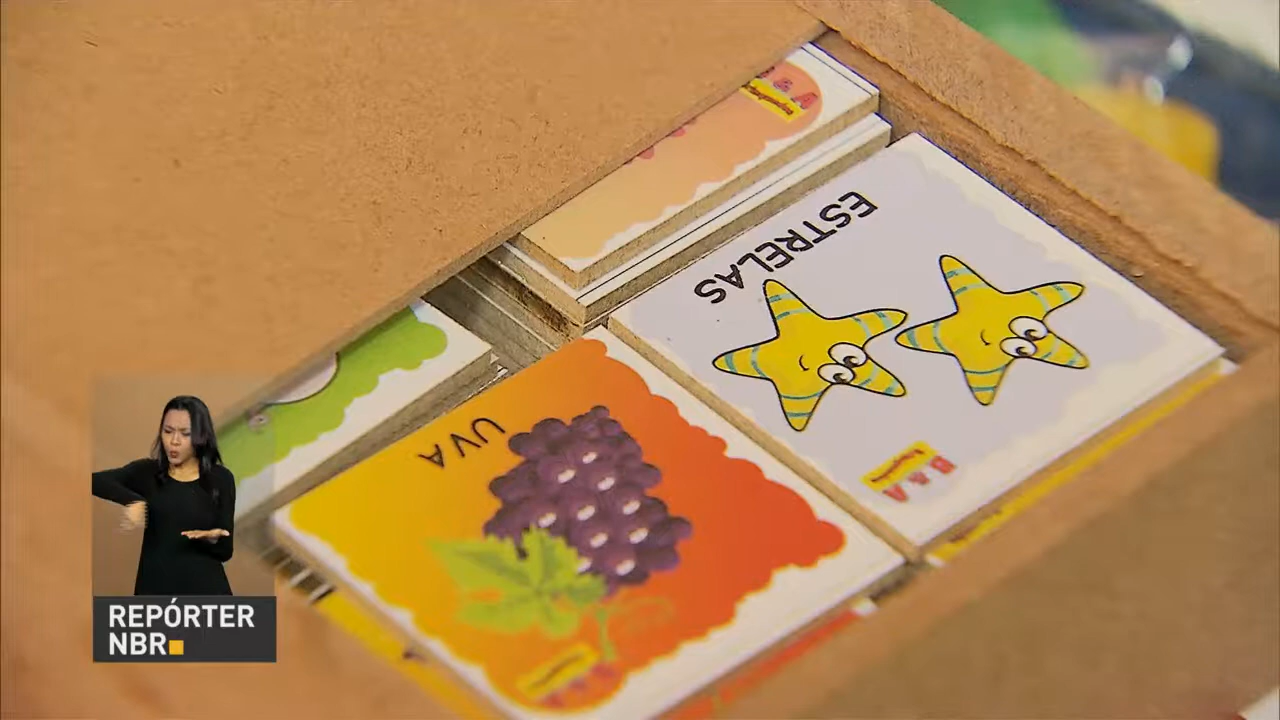 B & A
ESTRELAS
B & A
UVA
REPÓRTER
NBR